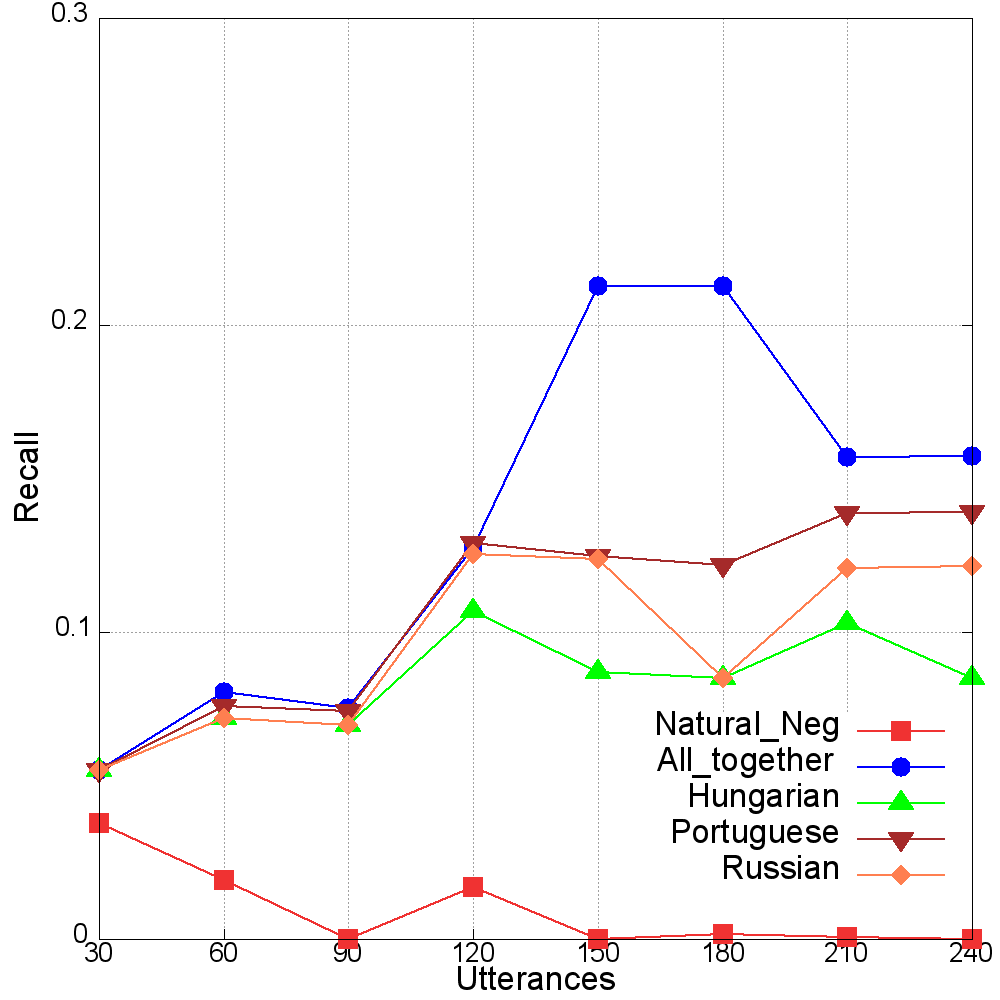 0.3
0.2
0.1
0
Recall
Natural_Neg
All_together
Hungarian
Portuguese
Russian
30 60 90 120 150 180 210 240
Utterances